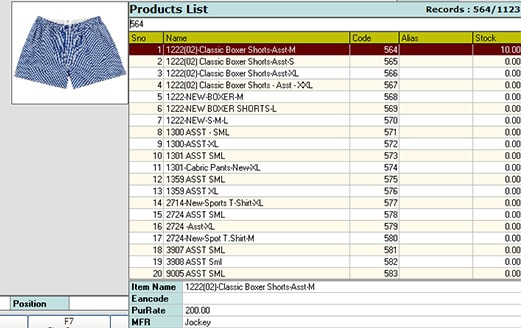 Products List Records : 564/1123
564
Sno Name Code Alias Stock
1 1222(02)-Classic Boxer Shorts-Asst-M 564 10.00
2 1222(02)-Classic Boxer Shorts-Asst-S 565 0.00
3 1222(02)-Classic Boxer Shorts-Asst-XL 566 0.00
4 1222(02)-Classic Boxer Shorts - Asst - XXL 567 0.00
5 1222-NEW-BOXER-M 568 0.00
6 1222-NEW BOXER SHORTS-L 569 0.00
7 1222-NEW-S-M-L 570 0.00
8 1300 ASST - SML 571 0.00
9 1300-ASST-XL 572 0.00
10 1301 ASST SML 573 0.00
11 1301-Cabric Pants-New-XL 574 0.00
12 1359 ASST SML 575 0.00
13 1359 ASST XL 576 0.00
14 2714-New-Sports T-Shirt-XL 577 0.00
15 2724 ASST SML 578 0.00
16 2724 -Asst-XL 579 0.00
17 2724-New-Spot T.Shirt-M 580 0.00
18 3907 ASST SML 581 0.00
19 3908 ASST Sml 582 0.00
20 9005 ASST SML 583 0.00
Item Name 1222(02)-Classic Boxer Shorts-Asst-M
Eancode
Position PurRate 200.00
F7 MFR Jockey